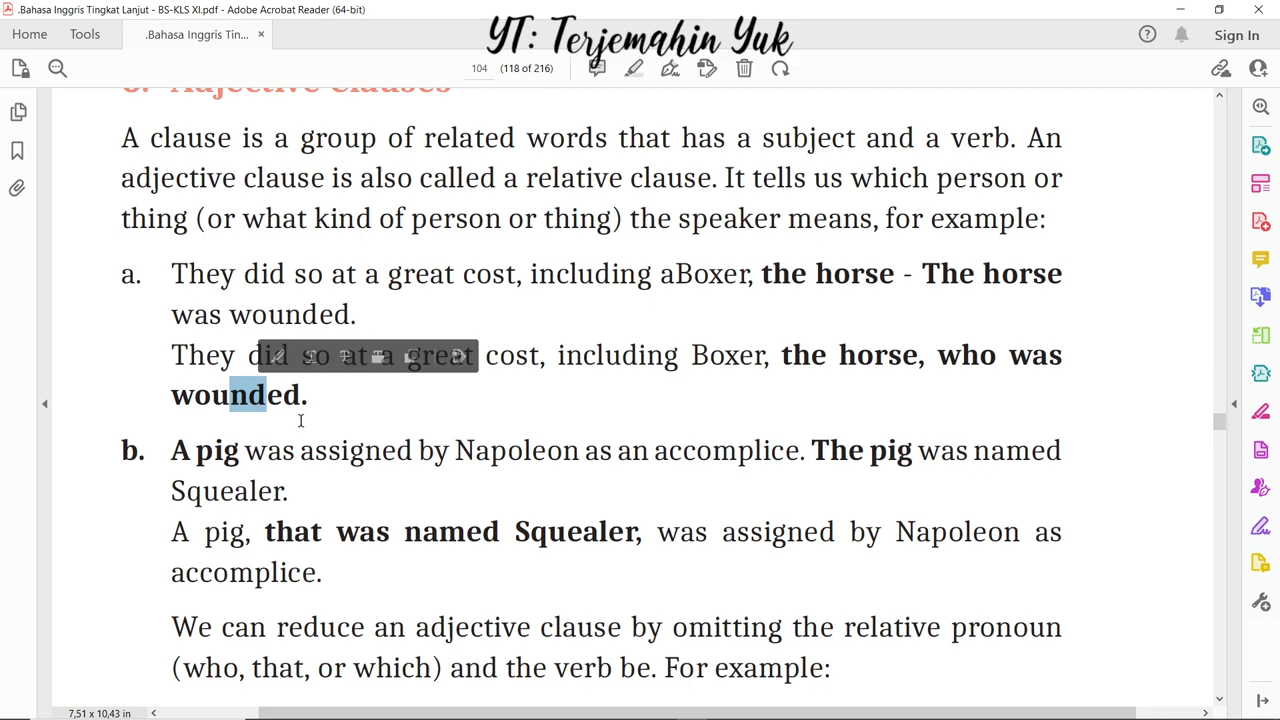 .Bahasa Inggris Tingkat Lanjut - BS-KLS XI.pdf - Adobe Acrobat Reader (64-bit)
YT: Terjemahin Yuk
Home Tools .Bahasa Inggris Tin... × Sign In
104 (118 of 216)
Adjective Clauses
A clause is a group of related words that has a subject and a verb. An
adjective clause is also called a relative clause. It tells us which person or
thing (or what kind of person or thing) the speaker means, for example:
a. They did so at a great cost, including aBoxer, the horse - The horse
was wounded.
They did so at a great cost, including Boxer, the horse, who was
wounded.
b. A pig was assigned by Napoleon as an accomplice. The pig was named
Squealer.
A pig, that was named Squealer, was assigned by Napoleon as
accomplice.
We can reduce an adjective clause by omitting the relative pronoun
(who, that, or which) and the verb be. For example:
7,51 x 10,43 in